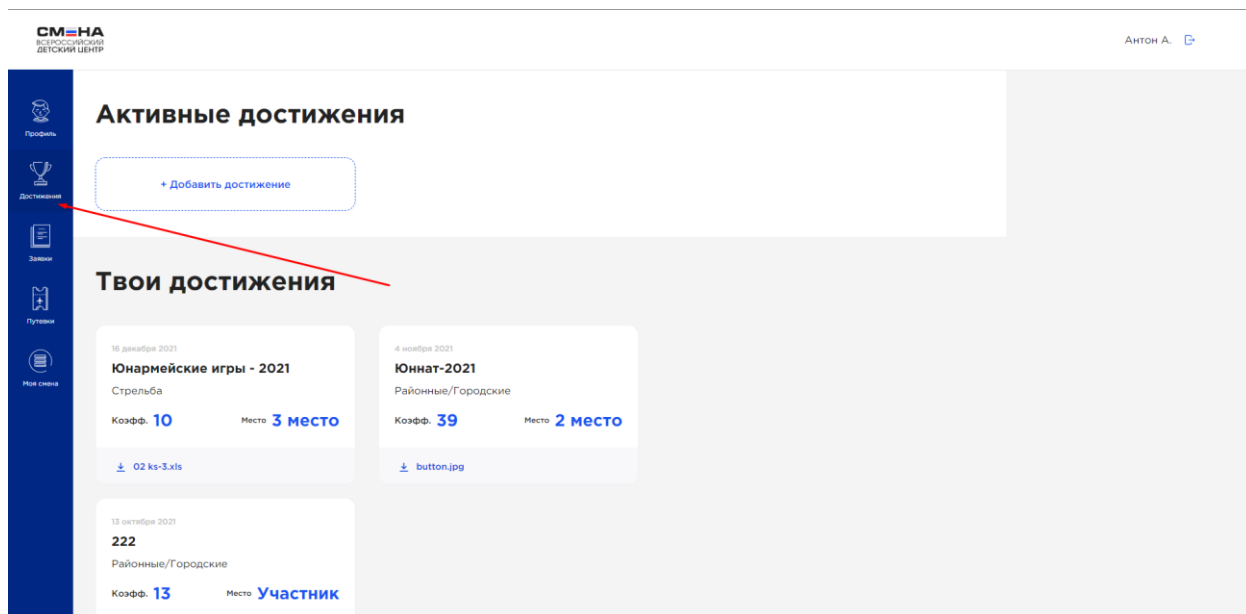 СМЕНА
ВСЕРОССИЙСКИЙ
ДЕТСКИЙ ЦЕНТР
Антон А.
Профиль
Достижения
Заявки
Путевки
Моя смена
Активные достижения
+ Добавить достижение
Твои достижения
16 декабря 2021
Юнармейские игры - 2021
Стрельба
Коэфф. 10 Место 3 место
02 ks-3.xls
4 ноября 2021
Юннат-2021
Районные/Городские
Коэфф. 39 Место 2 место
button.jpg
13 октября 2021
222
Районные/Городские
Коэфф. 13 Место Участник